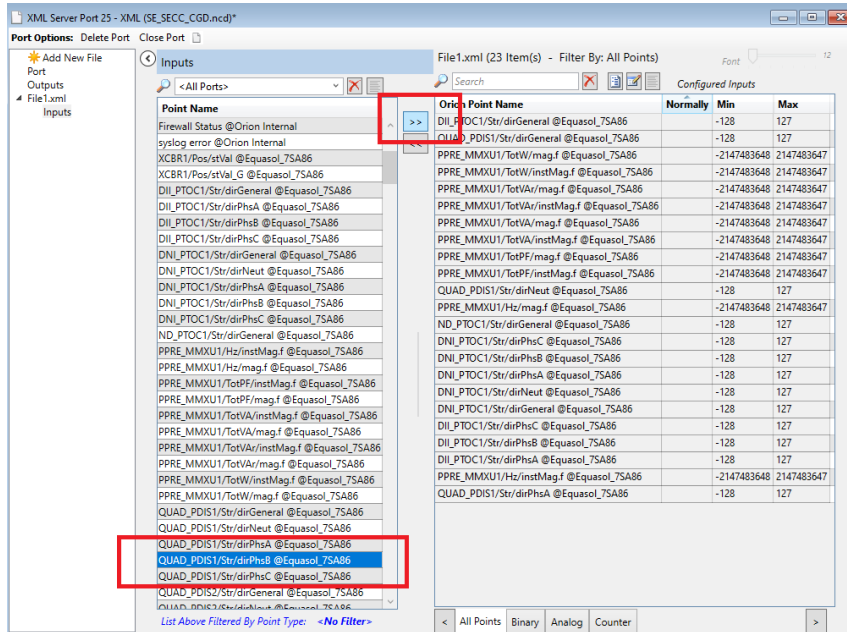 XML Server Port 25 - XML (SE_SECC_CGD.ncd)*
Port Options: Delete Port Close Port
Add New File
Port
Outputs
File1.xml
Inputs
Inputs
<All Ports>
Point Name
Firewall Status @Orion Internal
syslog error @Orion Internal
XCBR1/Pos/stVal @Equasol_7SA86
XCBR1/Pos/stVal_G @Equasol_7SA86
DII_PTOC1/Str/dirGeneral @Equasol_7SA86
DII_PTOC1/Str/dirPhsA @Equasol_7SA86
DII_PTOC1/Str/dirPhsB @Equasol_7SA86
DII_PTOC1/Str/dirPhsC @Equasol_7SA86
DNI_PTOC1/Str/dirGeneral @Equasol_7SA86
DNI_PTOC1/Str/dirNeut @Equasol_7SA86
DNI_PTOC1/Str/dirPhsA @Equasol_7SA86
DNI_PTOC1/Str/dirPhsB @Equasol_7SA86
DNI_PTOC1/Str/dirPhsC @Equasol_7SA86
ND_PTOC1/Str/dirGeneral @Equasol_7SA86
PPRE_MMXU1/Hz/instMag.f @Equasol_7SA86
PPRE_MMXU1/Hz/mag.f @Equasol_7SA86
PPRE_MMXU1/TotPF/instMag.f @Equasol_7SA86
PPRE_MMXU1/TotPF/mag.f @Equasol_7SA86
PPRE_MMXU1/TotVA/instMag.f @Equasol_7SA86
PPRE_MMXU1/TotVA/mag.f @Equasol_7SA86
PPRE_MMXU1/TotVAr/instMag.f @Equasol_7SA86
PPRE_MMXU1/TotVAr/mag.f @Equasol_7SA86
PPRE_MMXU1/TotW/instMag.f @Equasol_7SA86
PPRE_MMXU1/TotW/mag.f @Equasol_7SA86
QUAD_PDIS1/Str/dirGeneral @Equasol_7SA86
QUAD_PDIS1/Str/dirNeut @Equasol_7SA86
QUAD_PDIS1/Str/dirPhsA @Equasol_7SA86
QUAD_PDIS1/Str/dirPhsB @Equasol_7SA86
QUAD_PDIS1/Str/dirPhsC @Equasol_7SA86
QUAD_PDIS2/Str/dirGeneral @Equasol_7SA86
QUAD_PDIS2/Str/dirNeut @Equasol_7SA86
List Above Filtered By Point Type: <No Filter>
>>
<<
File1.xml (23 Item(s) - Filter By: All Points)
Font 12
Search
Configured Inputs
Orion Point Name Normally Min Max
DII_PTOC1/Str/dirGeneral @Equasol_7SA86 -128 127
QUAD_PDIS1/Str/dirGeneral @Equasol_7SA86 -128 127
PPRE_MMXU1/TotW/mag.f @Equasol_7SA86 -2147483648 2147483647
PPRE_MMXU1/TotW/instMag.f @Equasol_7SA86 -2147483648 2147483647
PPRE_MMXU1/TotVAr/mag.f @Equasol_7SA86 -2147483648 2147483647
PPRE_MMXU1/TotVAr/instMag.f @Equasol_7SA86 -2147483648 2147483647
PPRE_MMXU1/TotVA/mag.f @Equasol_7SA86 -2147483648 2147483647
PPRE_MMXU1/TotVA/instMag.f @Equasol_7SA86 -2147483648 2147483647
PPRE_MMXU1/TotPF/mag.f @Equasol_7SA86 -2147483648 2147483647
PPRE_MMXU1/TotPF/instMag.f @Equasol_7SA86 -2147483648 2147483647
QUAD_PDIS1/Str/dirNeut @Equasol_7SA86 -128 127
PPRE_MMXU1/Hz/mag.f @Equasol_7SA86 -2147483648 2147483647
ND_PTOC1/Str/dirGeneral @Equasol_7SA86 -128 127
DNI_PTOC1/Str/dirPhsC @Equasol_7SA86 -128 127
DNI_PTOC1/Str/dirPhsB @Equasol_7SA86 -128 127
DNI_PTOC1/Str/dirPhsA @Equasol_7SA86 -128 127
DNI_PTOC1/Str/dirNeut @Equasol_7SA86 -128 127
DNI_PTOC1/Str/dirGeneral @Equasol_7SA86 -128 127
DII_PTOC1/Str/dirPhsC @Equasol_7SA86 -128 127
DII_PTOC1/Str/dirPhsB @Equasol_7SA86 -128 127
DII_PTOC1/Str/dirPhsA @Equasol_7SA86 -128 127
PPRE_MMXU1/Hz/instMag.f @Equasol_7SA86 -2147483648 2147483647
QUAD_PDIS1/Str/dirPhsA @Equasol_7SA86 -128 127
< All Points Binary Analog Counter >